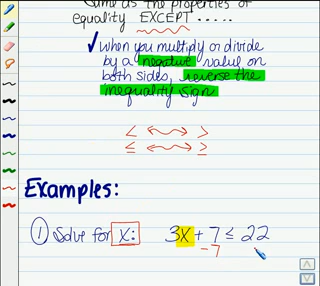 Same as the properties of
equality EXCEPT .....
✓ When you multiply or divide
by a negative value on
both sides, reverse the
inequality sign
< ↔ >
≤ ↔ ≥
Examples:
① Solve for x: 3x + 7 ≤ 22
-7